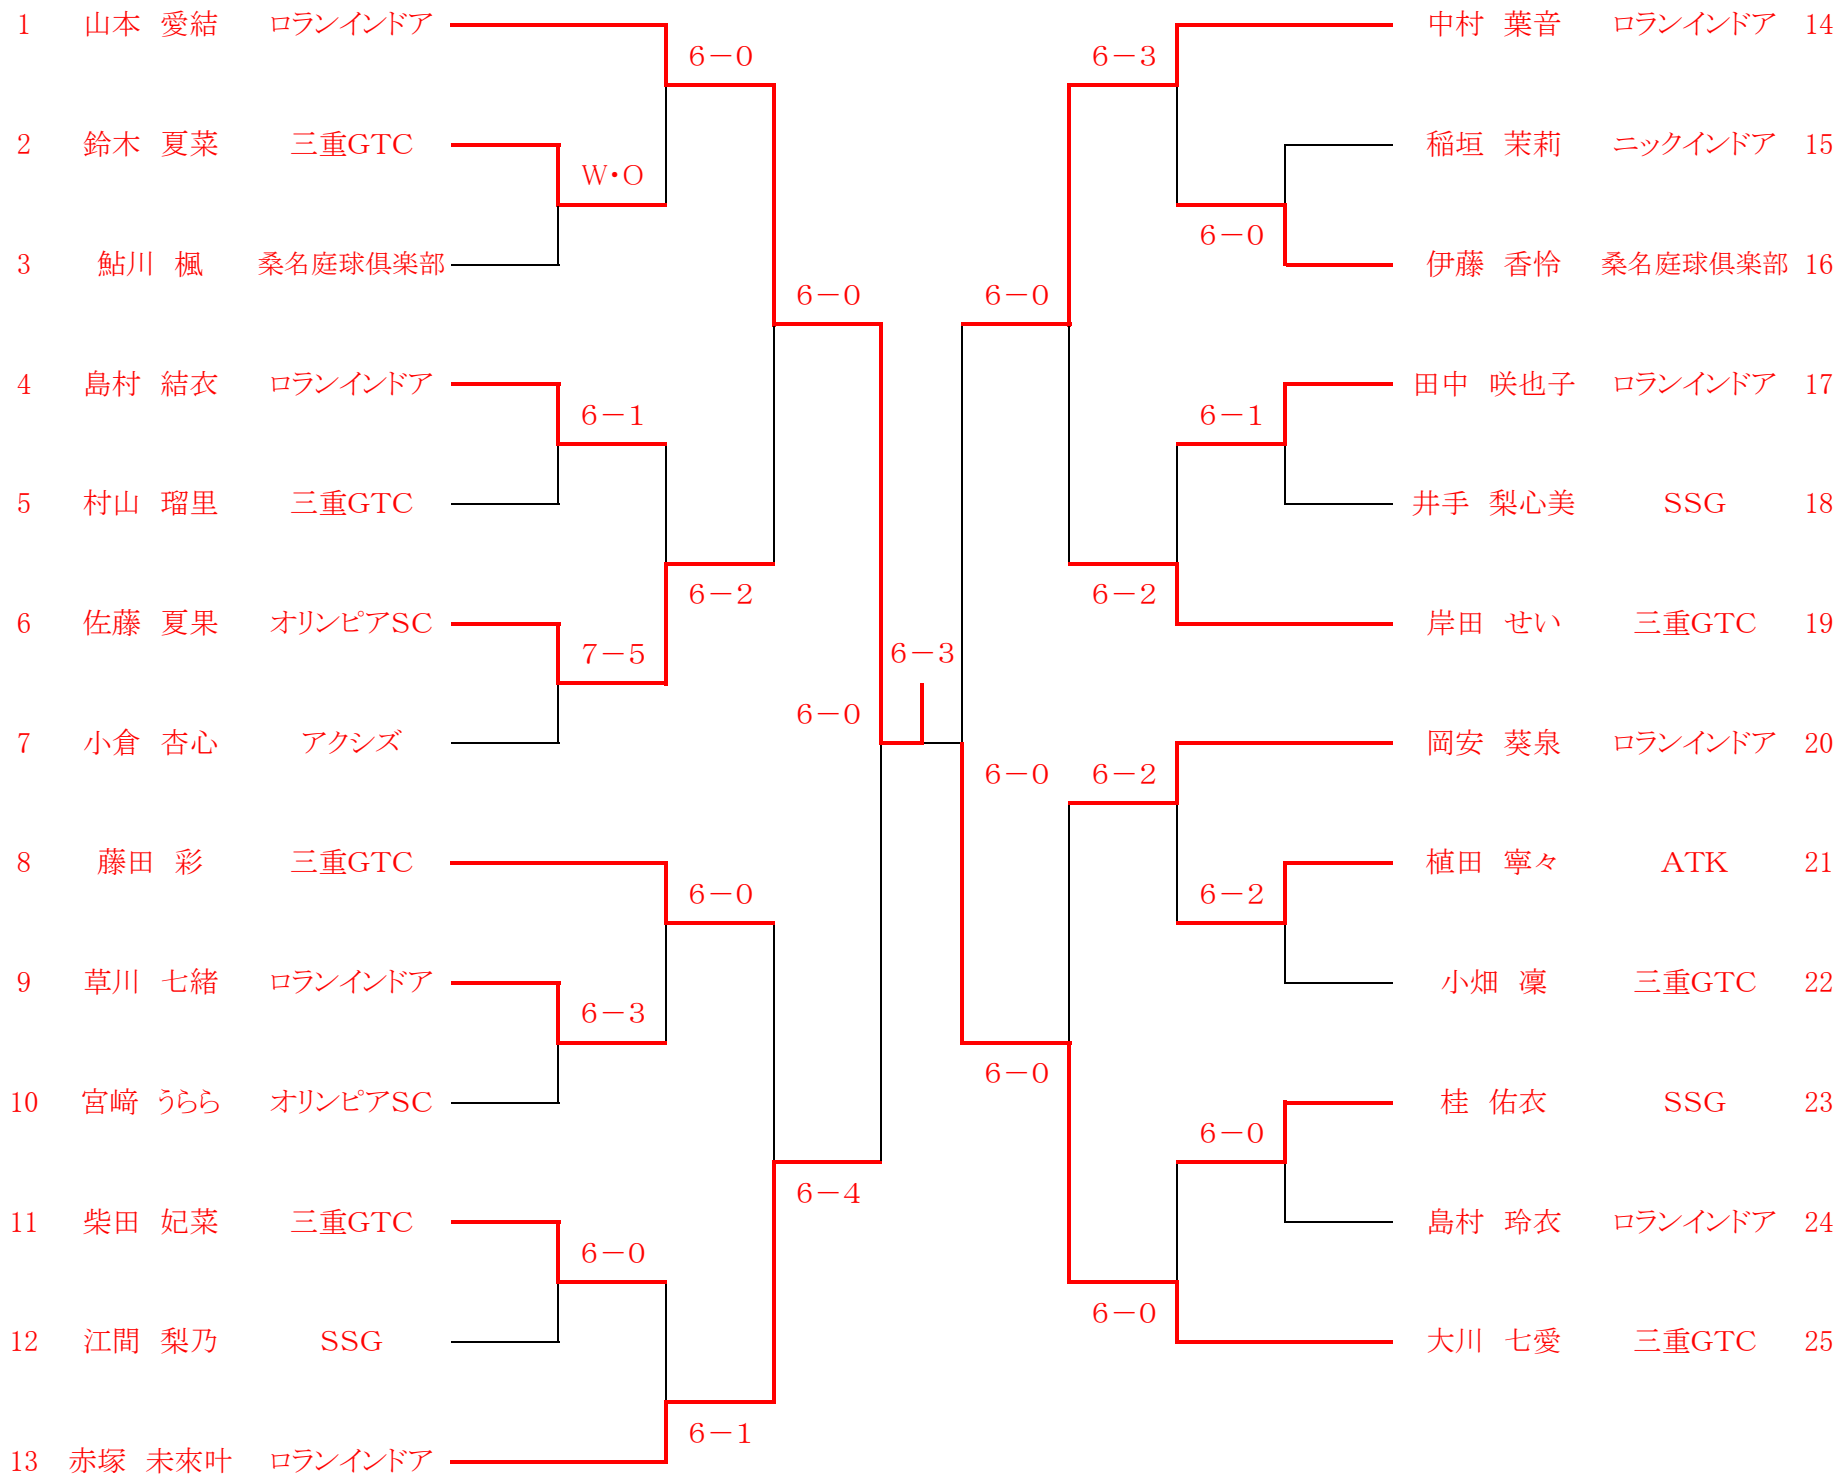 1 山本 愛結 ロランインドア
2 鈴木 夏菜 三重GTC
3 鮎川 楓 桑名庭球倶楽部
4 島村 結衣 ロランインドア
5 村山 瑠里 三重GTC
6 佐藤 夏果 オリンピアSC
7 小倉 杏心 アクシズ
8 藤田 彩 三重GTC
9 草川 七緒 ロランインドア
10 宮﨑 うらら オリンピアSC
11 柴田 妃菜 三重GTC
12 江間 梨乃 SSG
13 赤塚 未來叶 ロランインドア
W・O
6-1
7-5
6-3
6-0
6-0
6-2
6-0
6-1
6-0
6-4
6-0
6-3
6-0
6-0
6-0
6-3
6-2
6-2
6-0
6-0
6-1
6-2
6-0
中村 葉音 ロランインドア 14
稲垣 茉莉 ニックインドア 15
伊藤 香怜 桑名庭球倶楽部 16
田中 咲也子 ロランインドア 17
井手 梨心美 SSG 18
岸田 せい 三重GTC 19
岡安 葵泉 ロランインドア 20
植田 寧々 ATK 21
小畑 凜 三重GTC 22
桂 佑衣 SSG 23
島村 玲衣 ロランインドア 24
大川 七愛 三重GTC 25